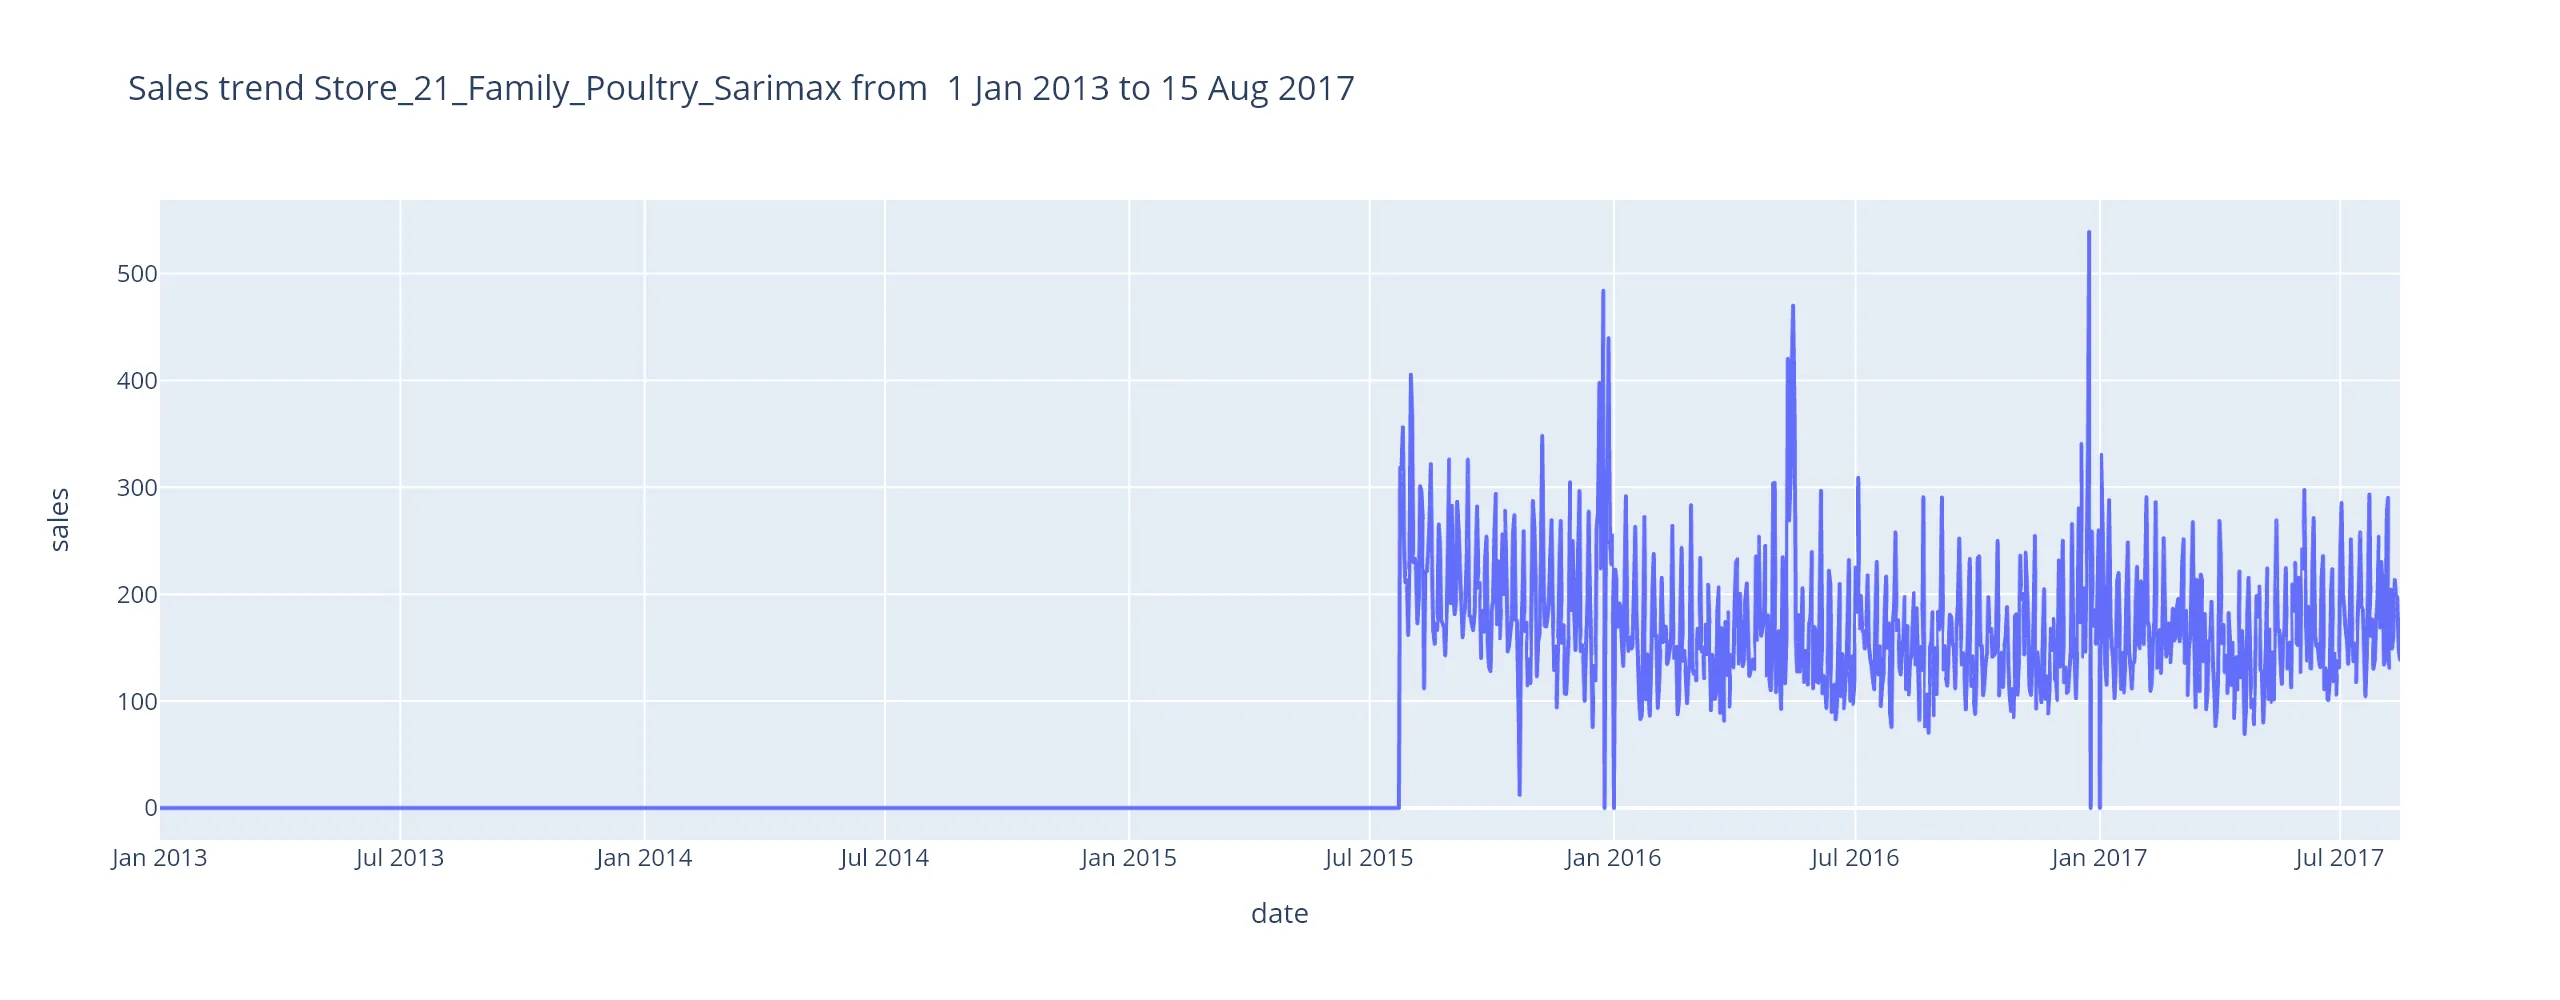 Sales trend Store_21_Family_Poultry_Sarimax from  1 Jan 2013 to 15 Aug 2017
500
400
300
200
100
0
sales
Jan 2013 Jul 2013 Jan 2014 Jul 2014 Jan 2015 Jul 2015 Jan 2016 Jul 2016 Jan 2017 Jul 2017
date